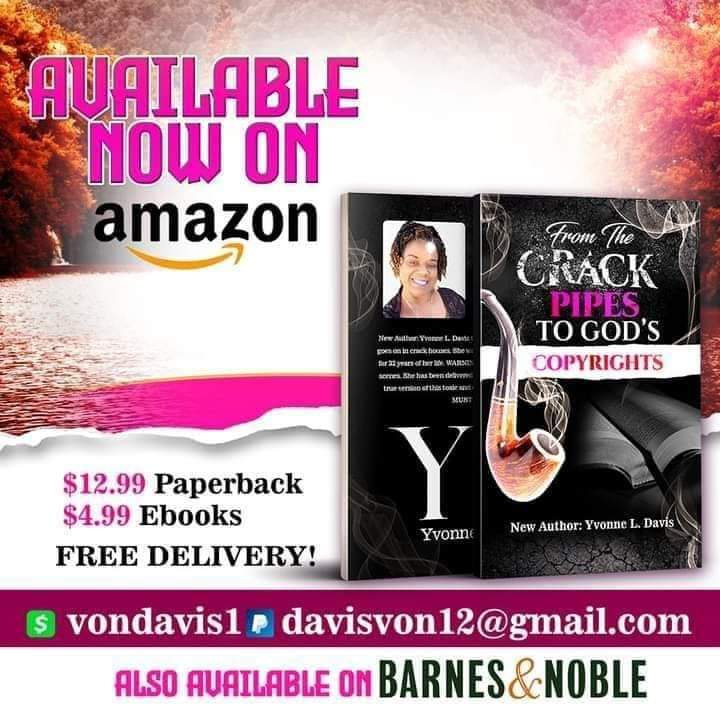 AVAILABLE
NOW ON
amazon
New Author: Yvonne L. Davis
goes on in crack houses. She
for 22 years of her life. WARNIN
scenes. She has been delivered
true version of this toxic and
MUST
Y
Yvonne
From The
CRACK
PIPES
TO GOD'S
COPYRIGHTS
New Author: Yvonne L. Davis
$12.99 Paperback
$4.99 Ebooks
FREE DELIVERY!
$ vondavis1 P davisvon12@gmail.com
ALSO AVAILABLE ON BARNES&NOBLE